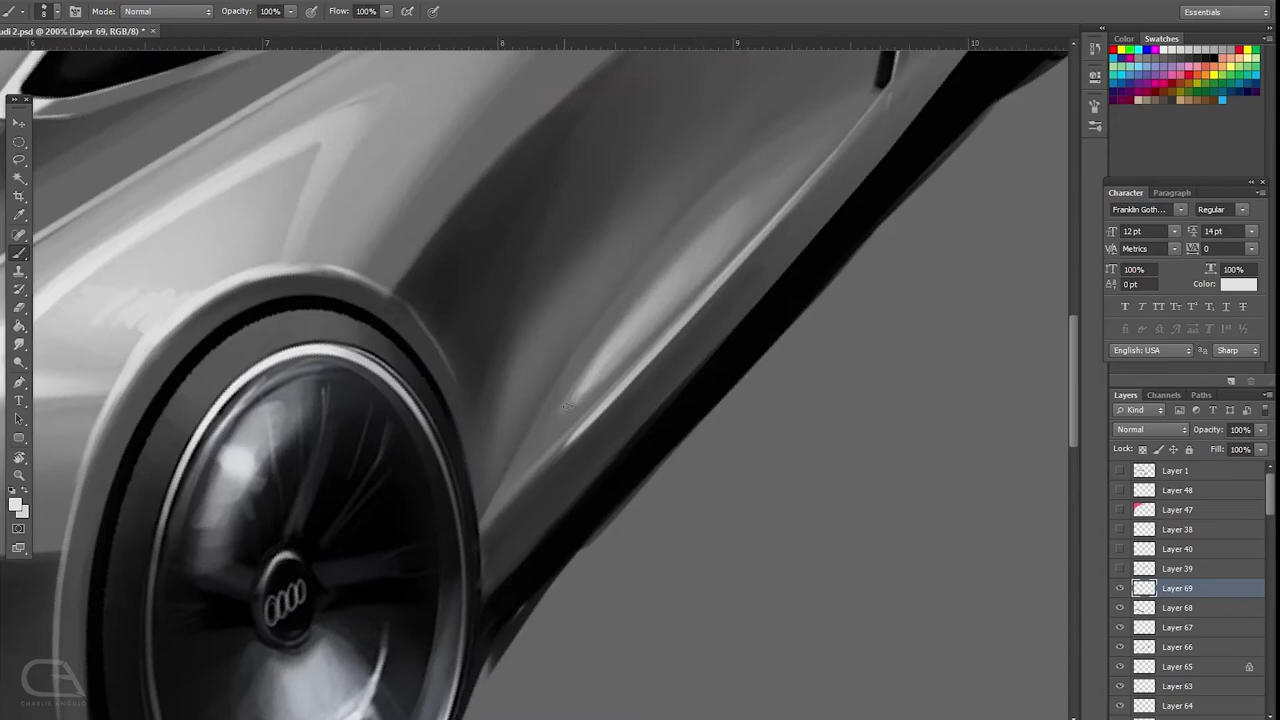 8
Mode:
Normal
Opacity:
100%
Flow:
100%
Essentials
udi 2.psd @ 200% (Layer 69, RGB/8) *
6
7
8
9
10
Color
Swatches
Character
Paragraph
Franklin Goth...
Regular
12 pt
14 pt
Metrics
0
100%
100%
0 pt
Color:
English: USA
Sharp
Layers
Channels
Paths
Kind
Normal
Opacity:
100%
Lock:
Fill:
100%
Layer 1
Layer 48
Layer 47
Layer 38
Layer 40
Layer 39
Layer 69
Layer 68
Layer 67
Layer 66
Layer 65
Layer 63
Layer 64
CHARLIE ANGULO